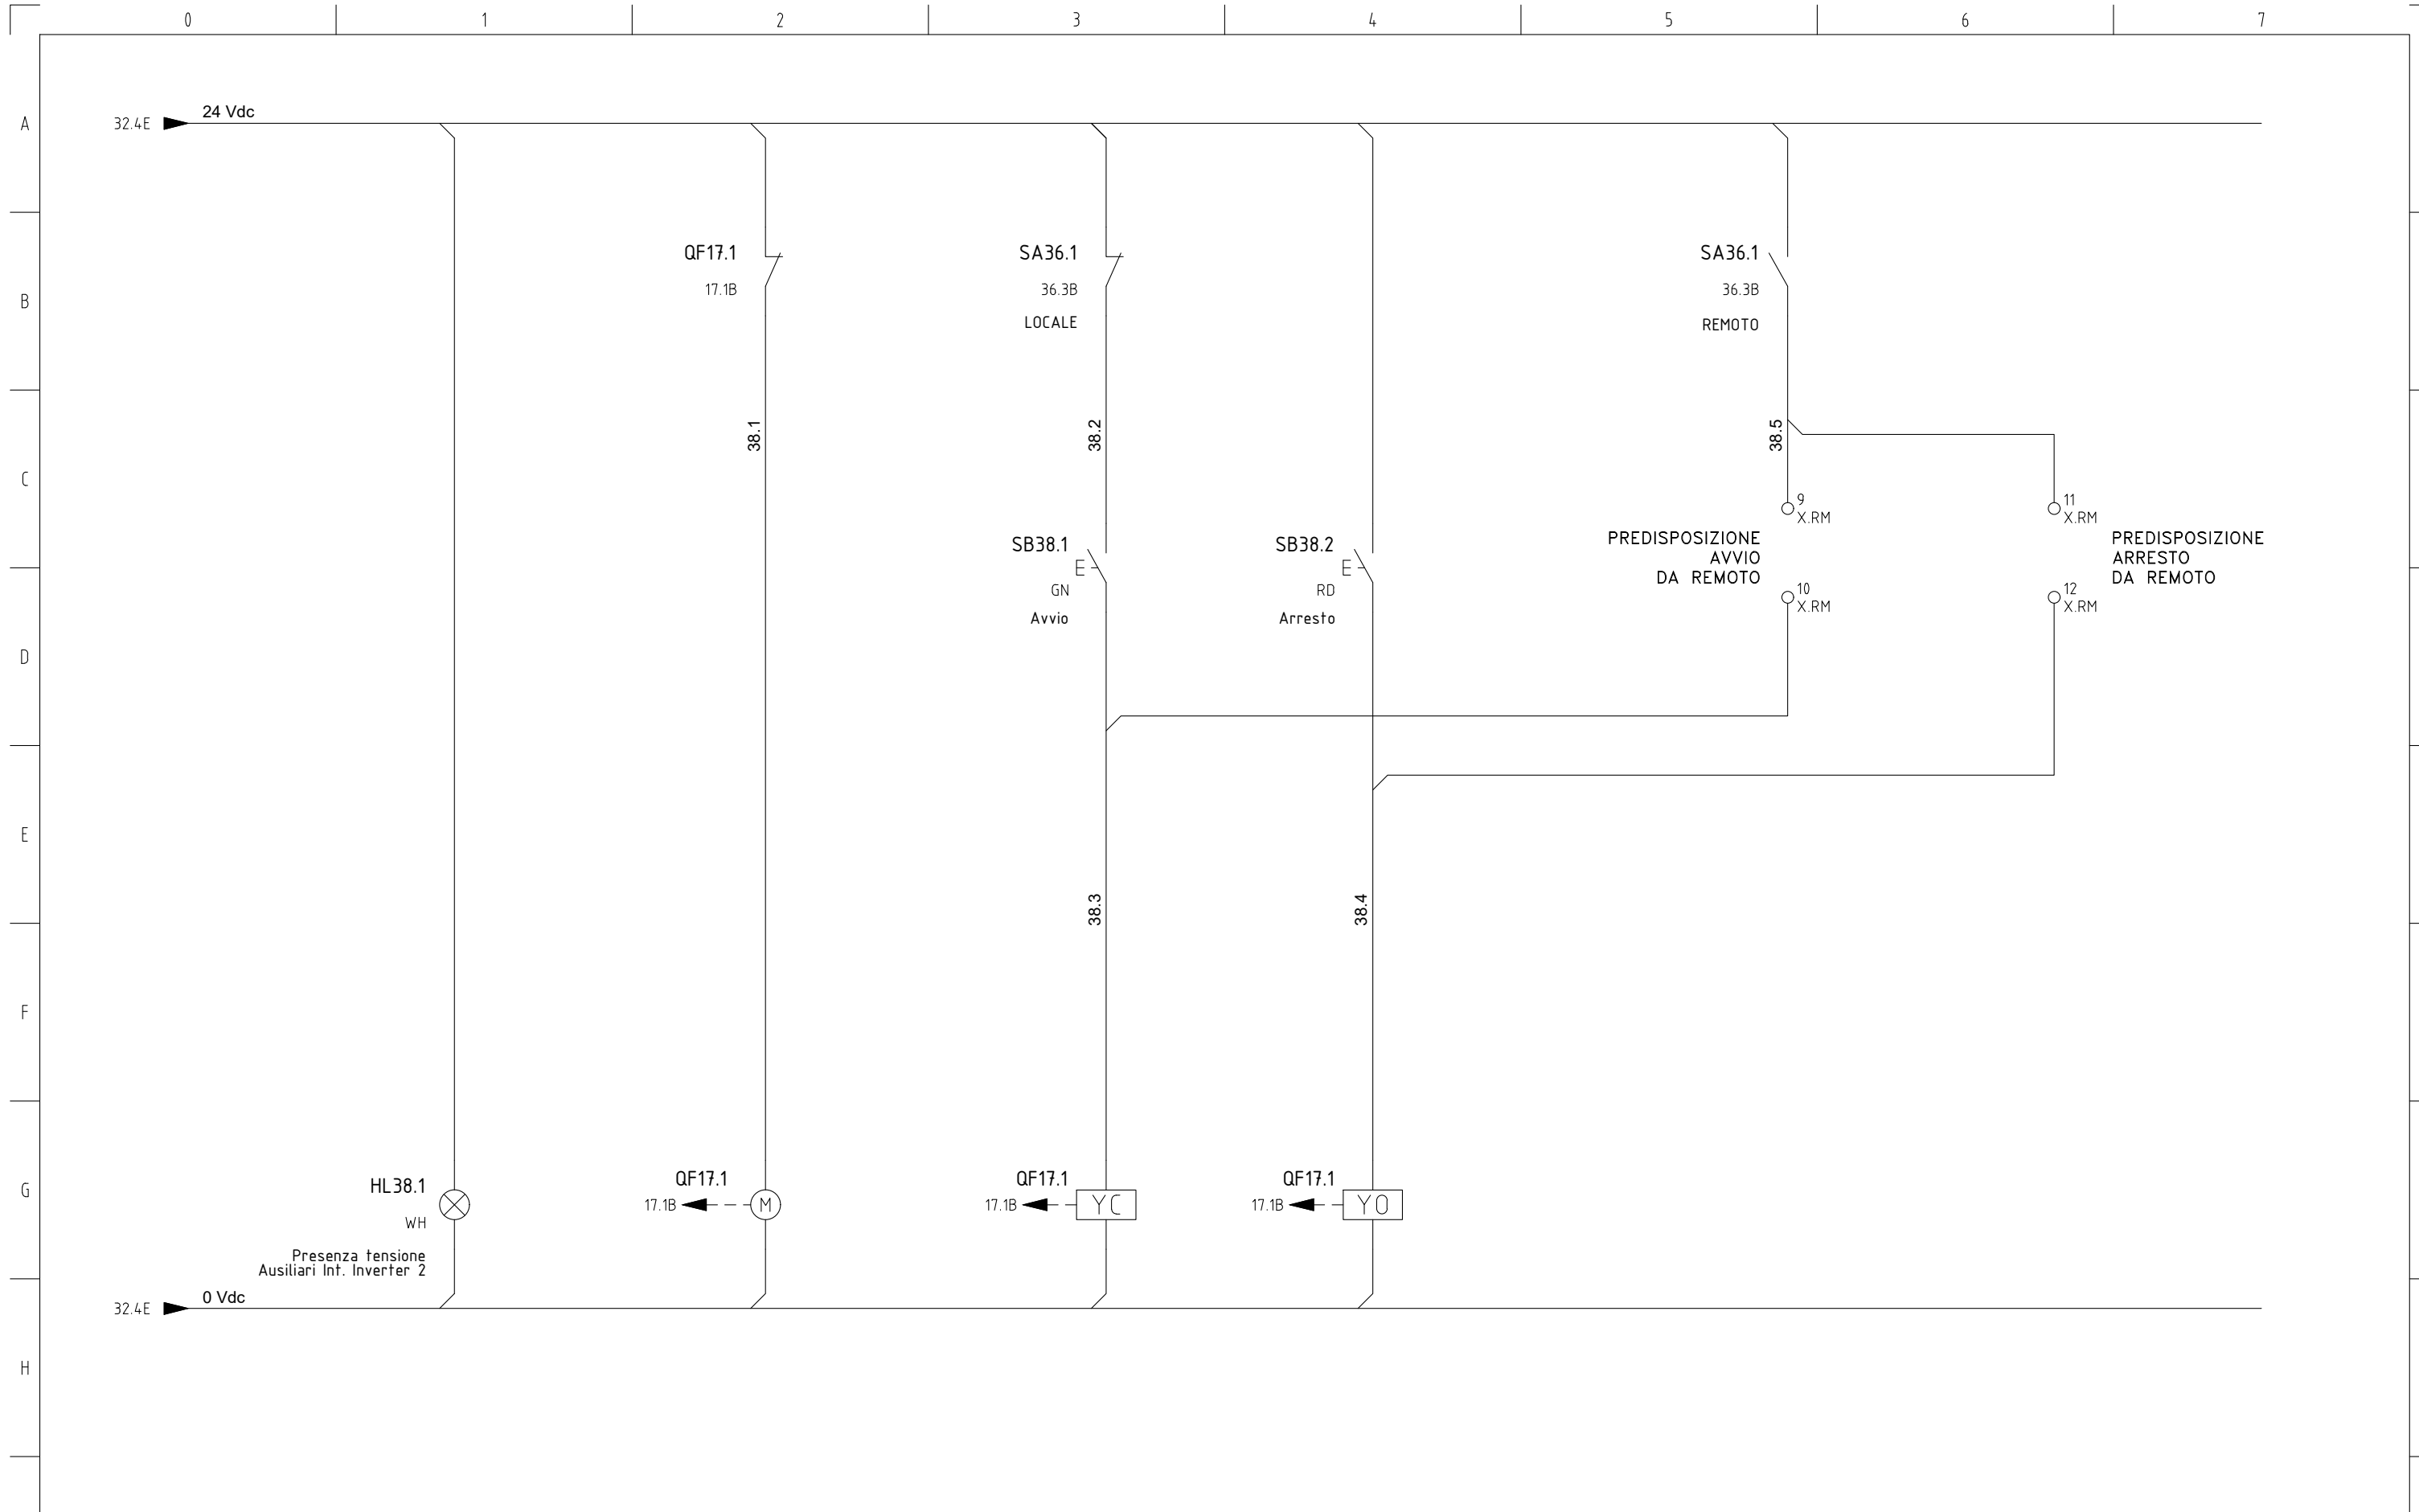 0 1 2 3 4 5 6 7
A
32.4E
24 Vdc
QF17.1
17.1B
SA36.1
36.3B
LOCALE
SA36.1
36.3B
REMOTO
B
38.1
38.2
38.5
C
9
X.RM
11
X.RM
SB38.1
E
GN
Avvio
SB38.2
E
RD
Arresto
PREDISPOSIZIONE
AVVIO
DA REMOTO
PREDISPOSIZIONE
ARRESTO
DA REMOTO
10
X.RM
12
X.RM
D
E
38.3
38.4
F
G
HL38.1
WH
Presenza tensione
Ausiliari Int. Inverter 2
QF17.1
17.1B
M
QF17.1
17.1B
YC
QF17.1
17.1B
YO
32.4E
0 Vdc
H